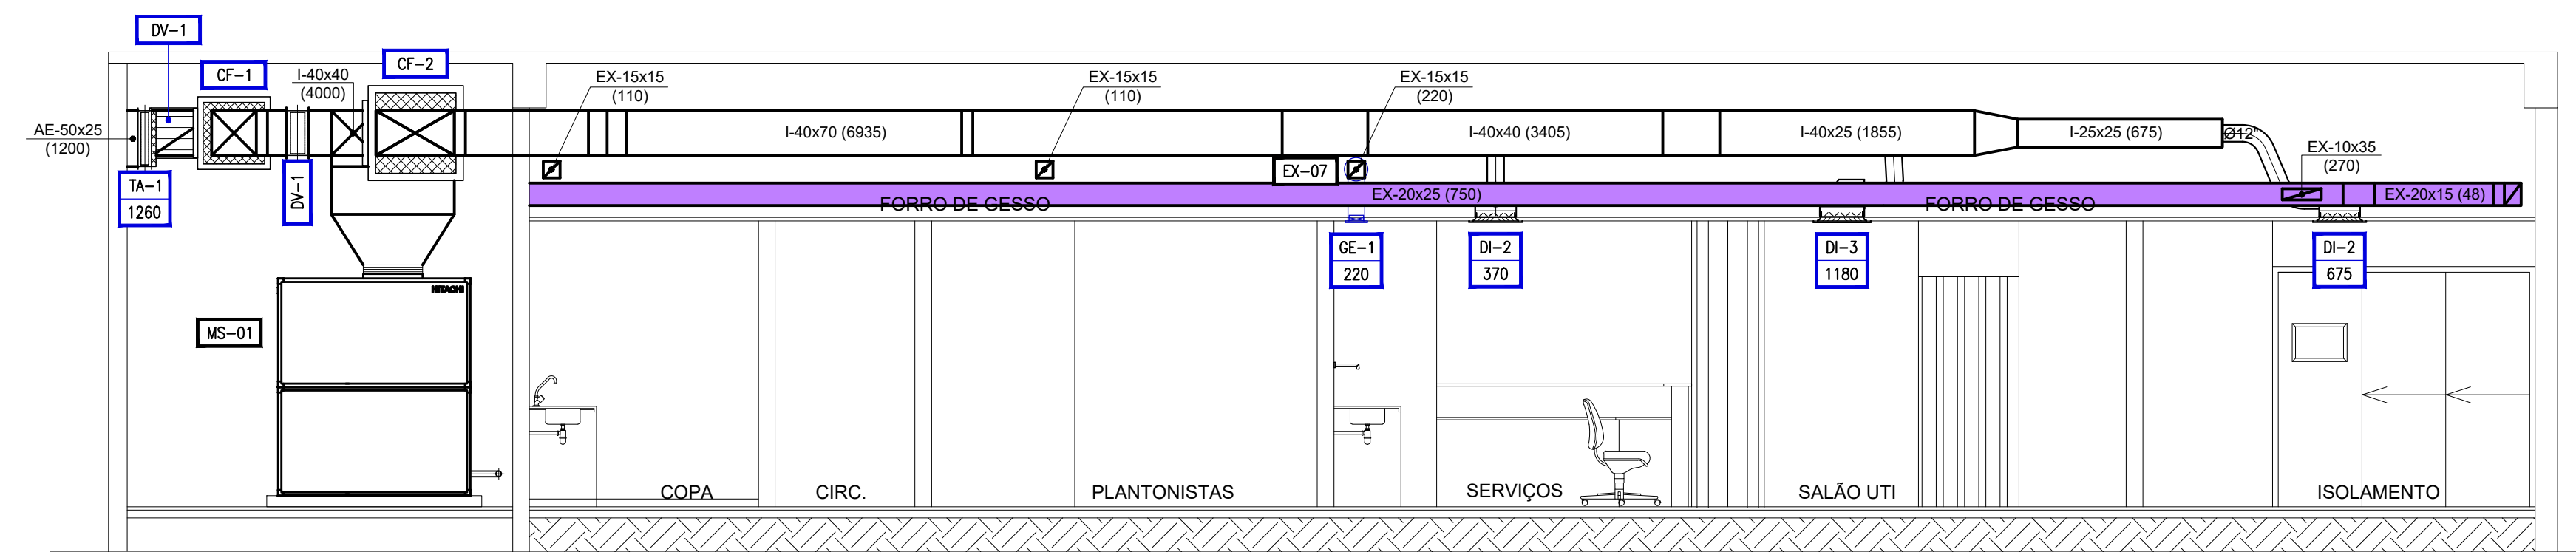 DV-1
CF-1
I-40x40
(4000)
CF-2
EX-15x15
(110)
EX-15x15
(110)
EX-15x15
(220)
AE-50x25
(1200)
I-40x70 (6935)
I-40x40 (3405)
I-40x25 (1855)
I-25x25 (675)
Ø12"
EX-10x35
(270)
TA-1
1260
DV-1
EX-07
EX-20x25 (750)
EX-20x15 (48)
FORRO DE GESSO
FORRO DE GESSO
GE-1
220
DI-2
370
DI-3
1180
DI-2
675
HITACHI
MS-01
COPA
CIRC.
PLANTONISTAS
SERVIÇOS
SALÃO UTI
ISOLAMENTO